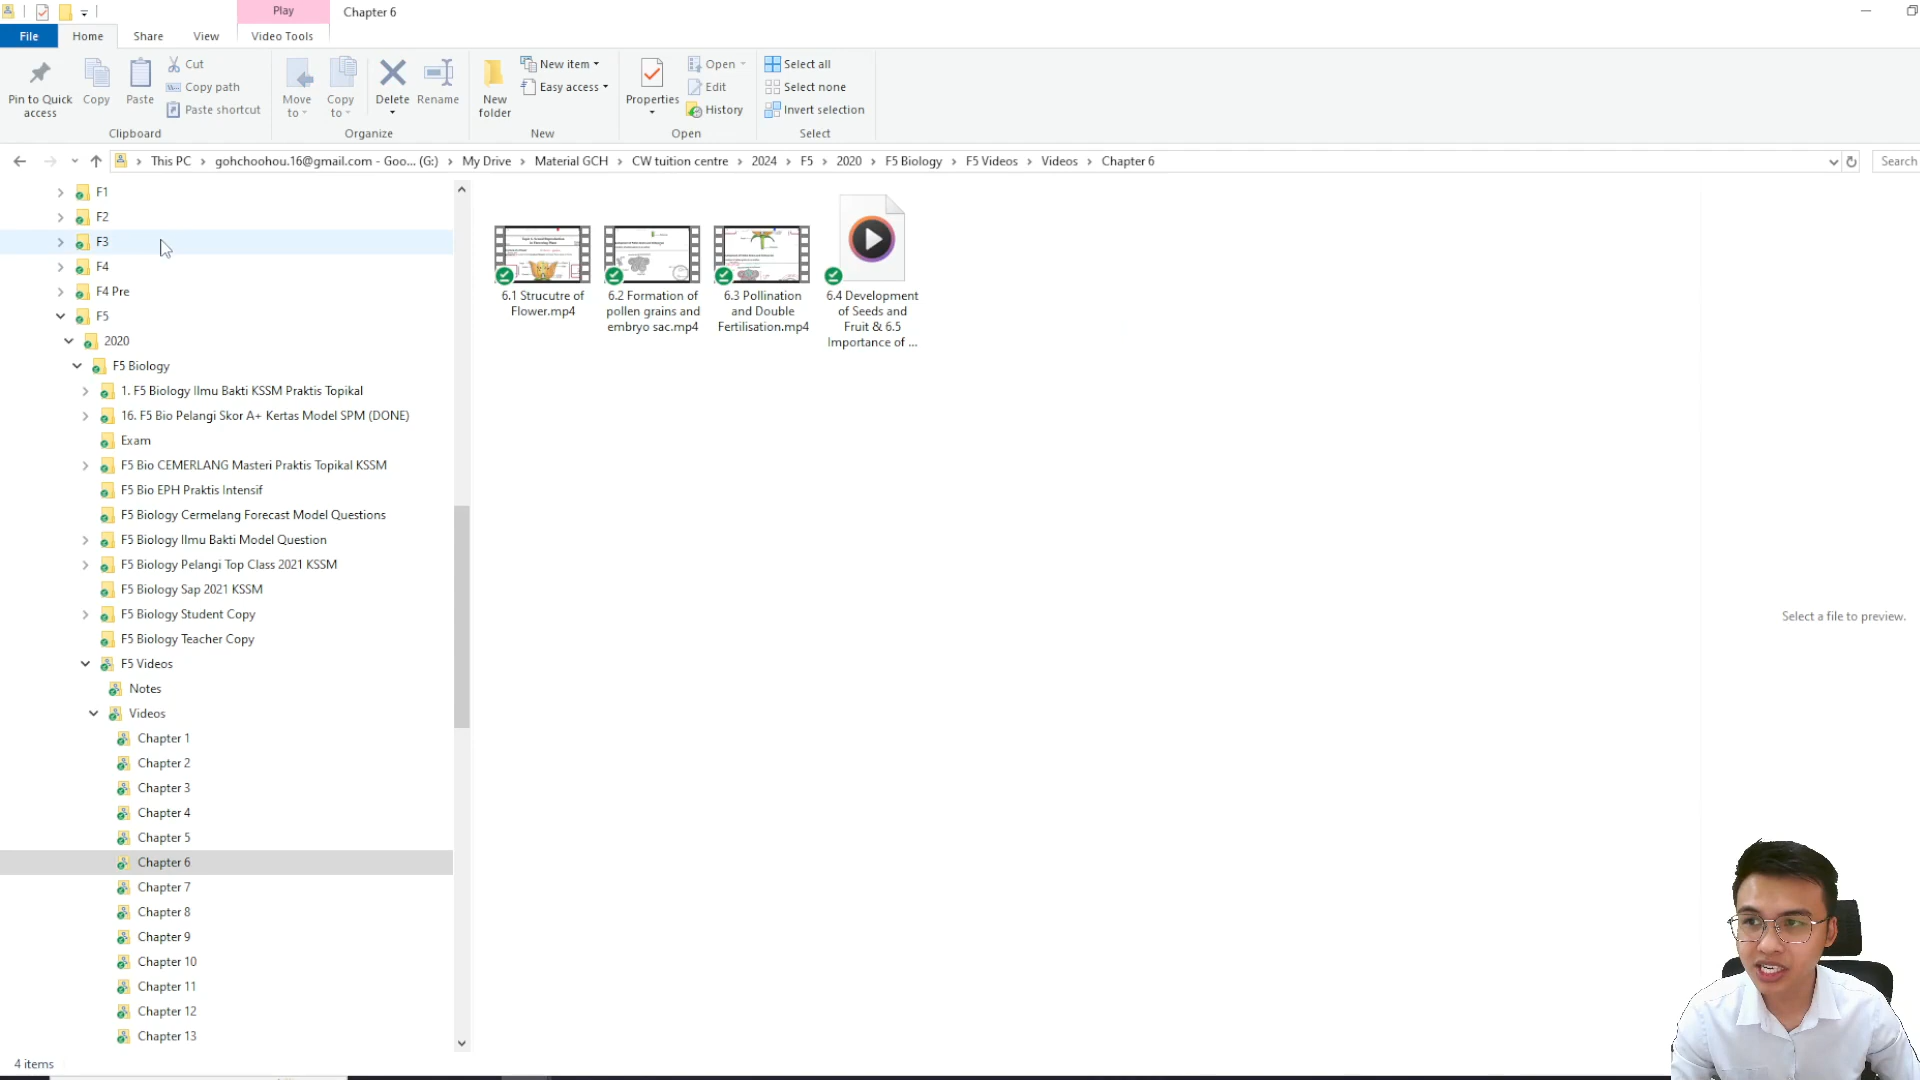 Play
Chapter 6
File
Home
Share
View
Video Tools
Pin to Quick
access
Copy
Paste
Cut
Copy path
Paste shortcut
Clipboard
Move
to
Copy
to
Delete
Rename
Organize
New
folder
New item
Easy access
New
Properties
Open
Edit
History
Open
Select all
Select none
Invert selection
Select
This PC > gohchoohou.16@gmail.com - Goo... (G:) > My Drive > Material GCH > CW tuition centre > 2024 > F5 > 2020 > F5 Biology > F5 Videos > Videos > Chapter 6
Search
F1
F2
F3
F4
F4 Pre
F5
2020
F5 Biology
1. F5 Biology Ilmu Bakti KSSM Praktis Topikal
16. F5 Bio Pelangi Skor A+ Kertas Model SPM (DONE)
Exam
F5 Bio CEMERLANG Masteri Praktis Topikal KSSM
F5 Bio EPH Praktis Intensif
F5 Biology Cermelang Forecast Model Questions
F5 Biology Ilmu Bakti Model Question
F5 Biology Pelangi Top Class 2021 KSSM
F5 Biology Sap 2021 KSSM
F5 Biology Student Copy
F5 Biology Teacher Copy
F5 Videos
Notes
Videos
Chapter 1
Chapter 2
Chapter 3
Chapter 4
Chapter 5
Chapter 6
Chapter 7
Chapter 8
Chapter 9
Chapter 10
Chapter 11
Chapter 12
Chapter 13
6.1 Strucutre of
Flower.mp4
6.2 Formation of
pollen grains and
embryo sac.mp4
6.3 Pollination
and Double
Fertilisation.mp4
6.4 Development
of Seeds and
Fruit & 6.5
Importance of ...
Select a file to preview.
4 items